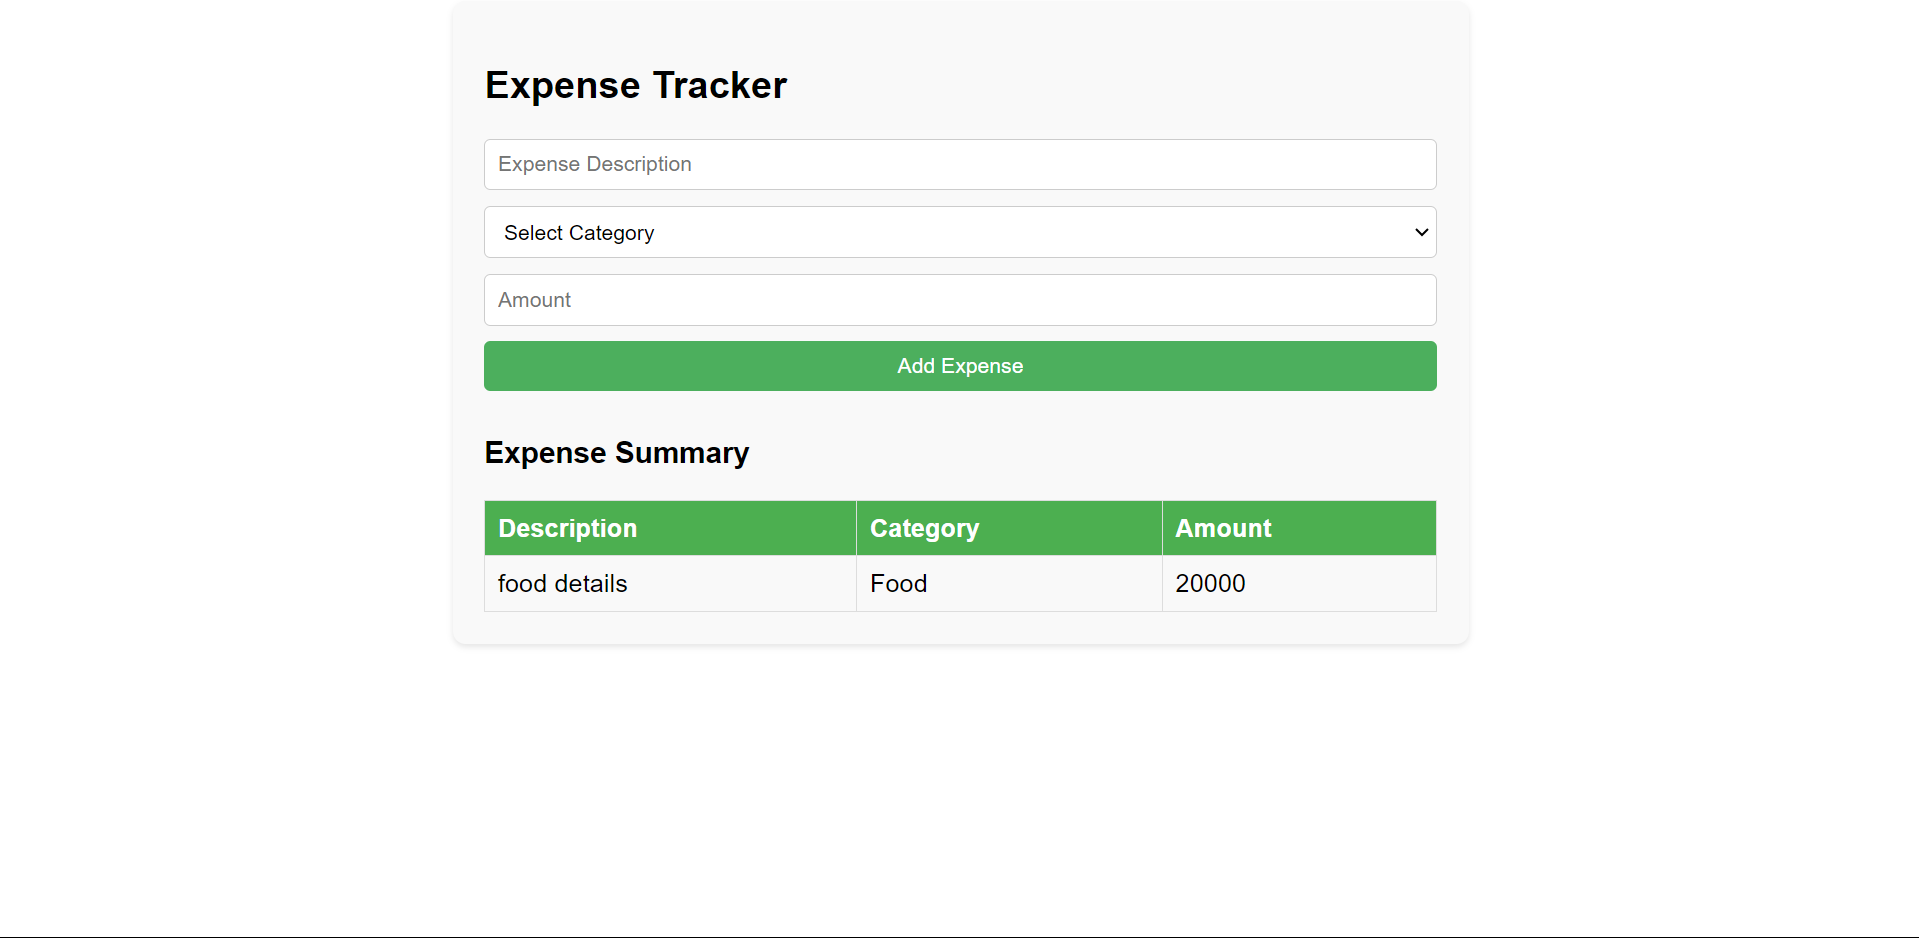 Expense Tracker
Expense Description
Select Category
Amount
Add Expense
Expense Summary
Description Category Amount
food details Food 20000